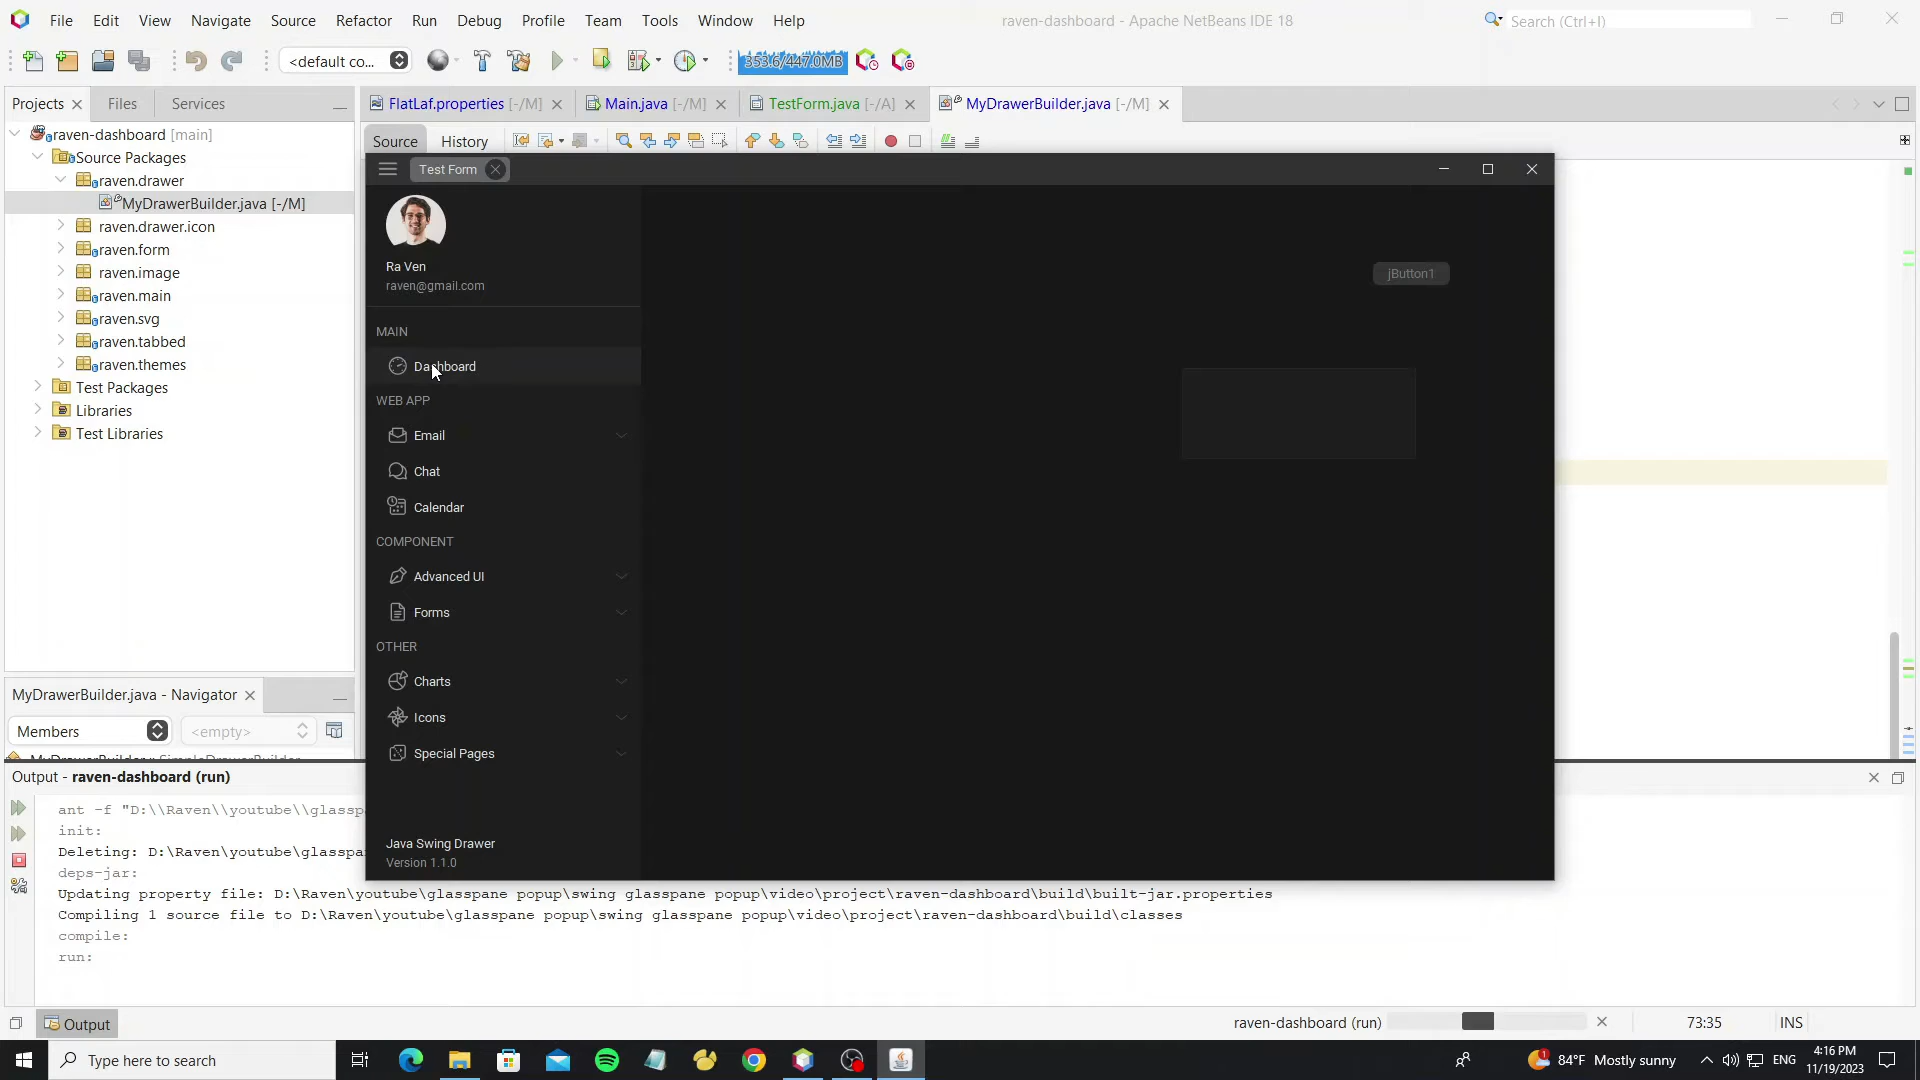 File Edit View Navigate Source Refactor Run Debug Profile Team Tools Window Help
raven-dashboard - Apache NetBeans IDE 18
Search (Ctrl+I)
<default co...
353.6/447.0MB
Projects Files Services
FlatLaf.properties [-/M] Main.java [-/M] TestForm.java [-/A] MyDrawerBuilder.java [-/M]
Source History
raven-dashboard [main]
Source Packages
raven.drawer
MyDrawerBuilder.java [-/M]
raven.drawer.icon
raven.form
raven.image
raven.main
raven.svg
raven.tabbed
raven.themes
Test Packages
Libraries
Test Libraries
Test Form
Ra Ven
raven@gmail.com
MAIN
Dashboard
WEB APP
Email
Chat
Calendar
COMPONENT
Advanced UI
Forms
OTHER
Charts
Icons
Special Pages
Java Swing Drawer
Version 1.1.0
jButton1
MyDrawerBuilder.java - Navigator
Members
<empty>
MyDrawerBuilder :: SimpleDrawerBuilder
Output - raven-dashboard (run)
ant -f "D:\\Raven\\youtube\\glassp
init:
Deleting: D:\Raven\youtube\glasspa
deps-jar:
Updating property file: D:\Raven\youtube\glasspane popup\swing glasspane popup\video\project\raven-dashboard\build\built-jar.properties
Compiling 1 source file to D:\Raven\youtube\glasspane popup\swing glasspane popup\video\project\raven-dashboard\build\classes
compile:
run:
Output
raven-dashboard (run)
73:35
INS
Type here to search
1
84°F Mostly sunny
ENG
4:16 PM
11/19/2023